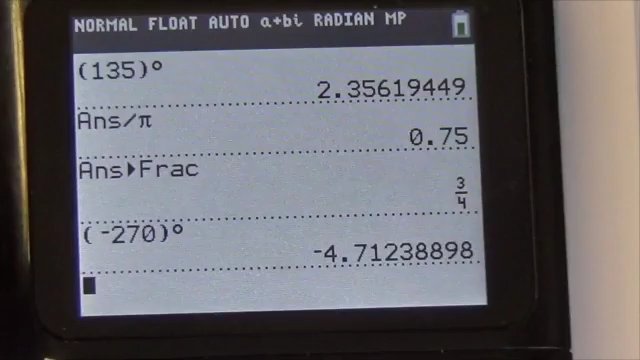 NORMAL FLOAT AUTO a+bi RADIAN MP
(135)°
2.35619449
Ans/π
0.75
Ans▸Frac
3
4
(-270)°
-4.71238898